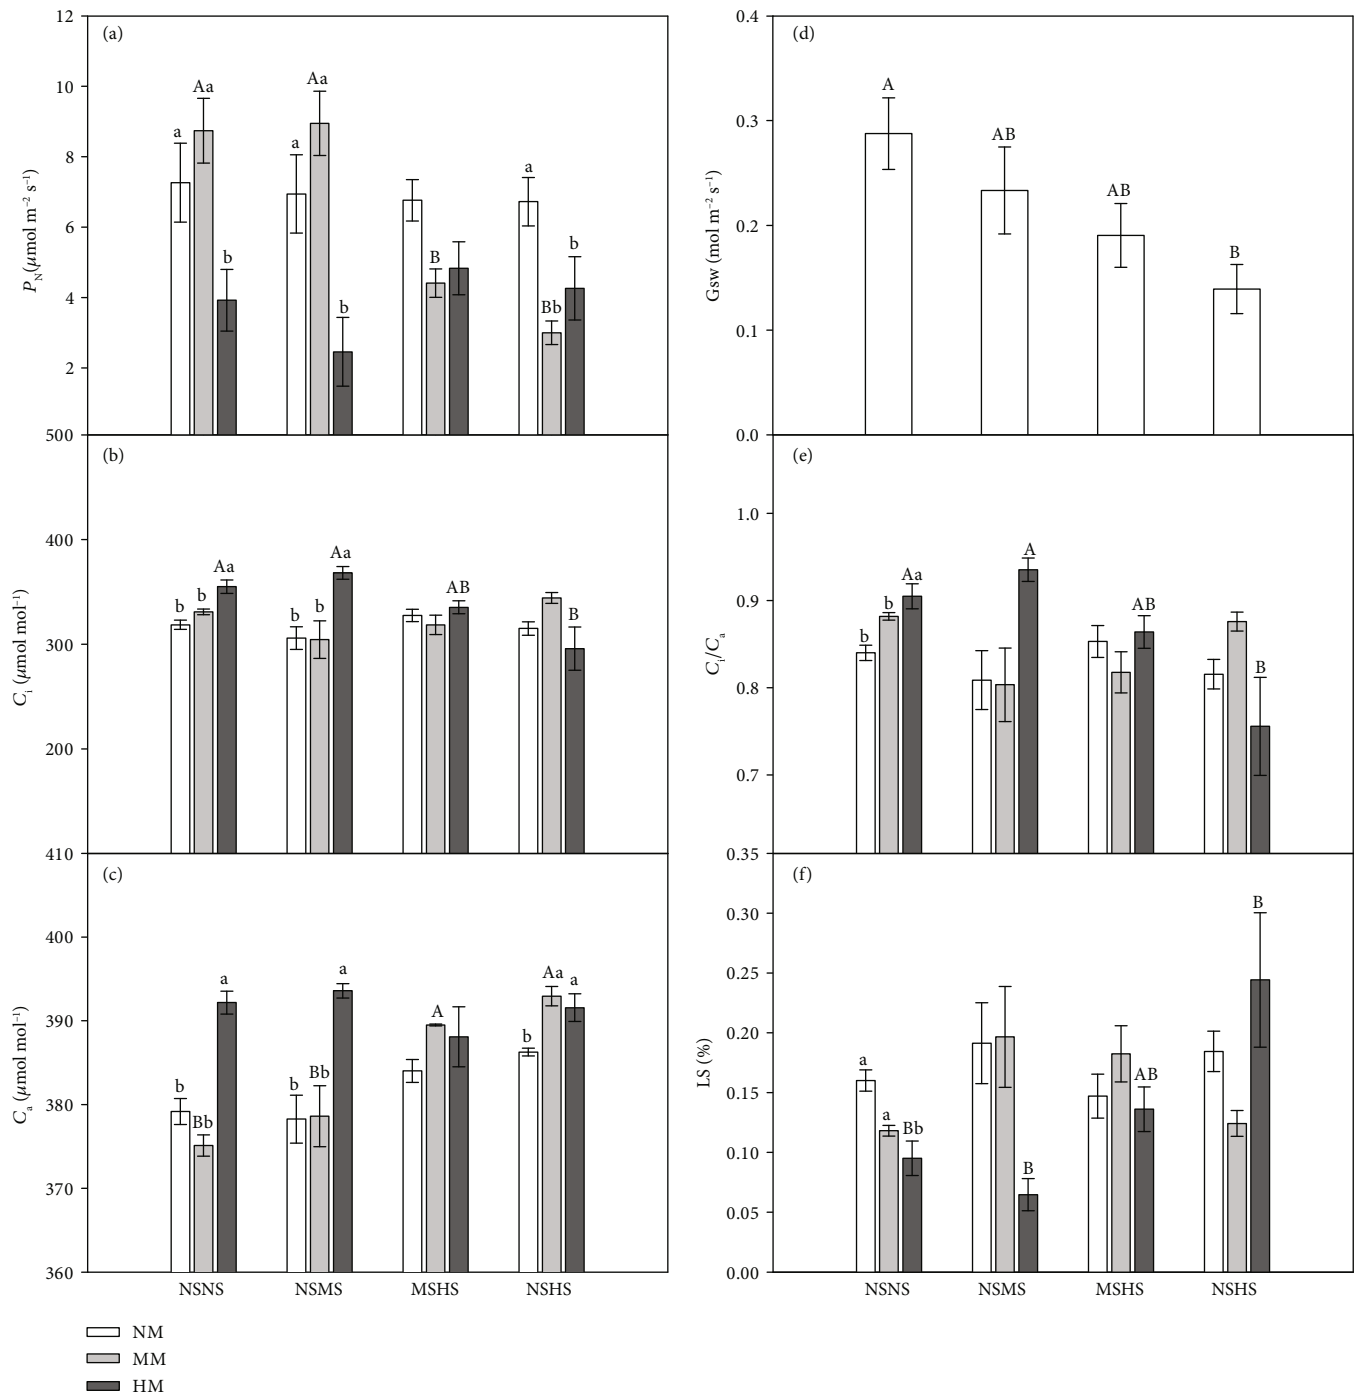 (a)
12
10
8
6
4
2
500
P_N (μmol m⁻² s⁻¹)
a
Aa
b
a
Aa
b
B
a
Bb
b
(b)
400
300
200
410
C_i (μmol mol⁻¹)
b
b
Aa
b
b
Aa
AB
B
(c)
400
390
380
370
360
C_a (μmol mol⁻¹)
b
Bb
a
b
Bb
a
A
b
Aa
a
NSNS
NSMS
MSHS
NSHS
(d)
0.4
0.3
0.2
0.1
0.0
Gsw (mol m⁻² s⁻¹)
A
AB
AB
B
(e)
1.0
0.9
0.8
0.7
0.35
C_i/C_a
b
b
Aa
A
AB
B
(f)
0.30
0.25
0.20
0.15
0.10
0.05
0.00
LS (%)
a
a
Bb
B
AB
B
NSNS
NSMS
MSHS
NSHS
NM
MM
HM